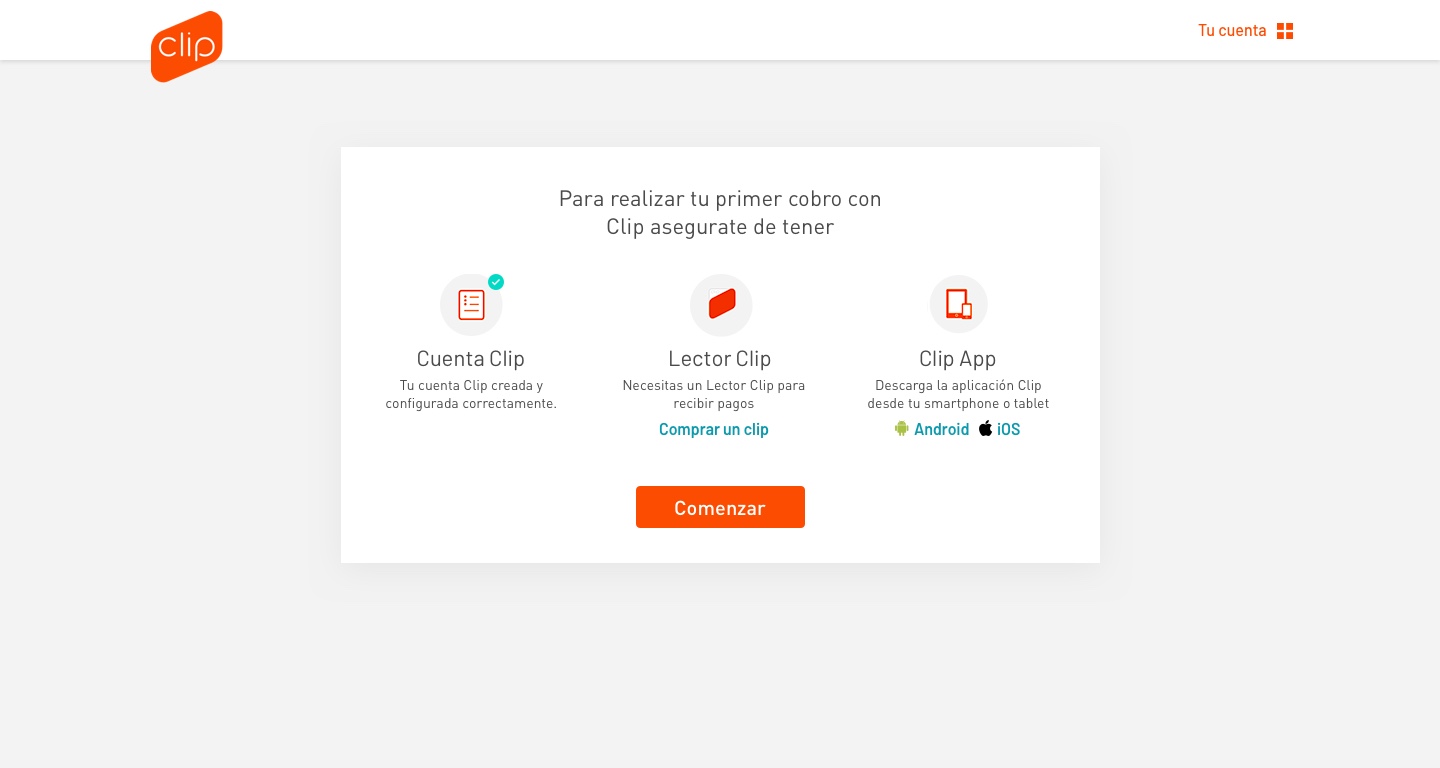 clip
Tu cuenta
Para realizar tu primer cobro con
Clip asegurate de tener
Cuenta Clip
Tu cuenta Clip creada y
configurada correctamente.
Lector Clip
Necesitas un Lector Clip para
recibir pagos
Comprar un clip
Clip App
Descarga la aplicación Clip
desde tu smartphone o tablet
Android iOS
Comenzar